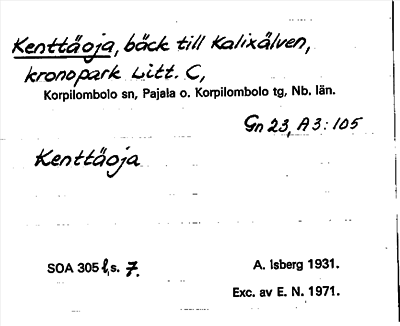 Kenttäoja, bäck till Kalixälven,
kronopark Litt. C,
Korpilombolo sn, Pajala o. Korpilombolo tg, Nb. län.
Gn 23, A3:105
Kenttäoja
SOA 305 l, s. 7.
A. Isberg 1931.
Exc. av E. N. 1971.